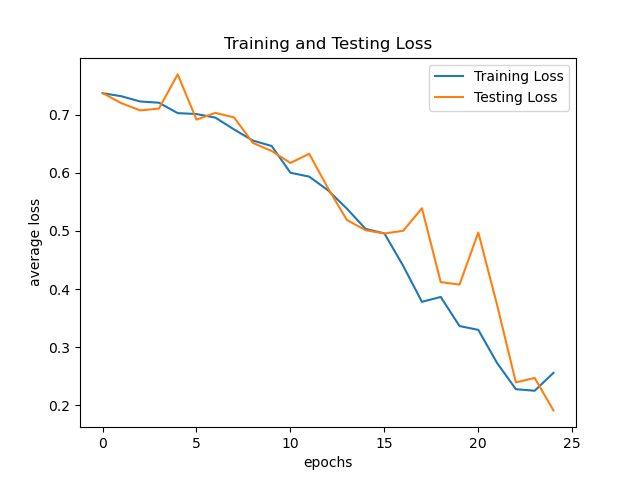 Training and Testing Loss
Training Loss
Testing Loss
0.7
0.6
0.5
0.4
0.3
0.2
average loss
0 5 10 15 20 25
epochs